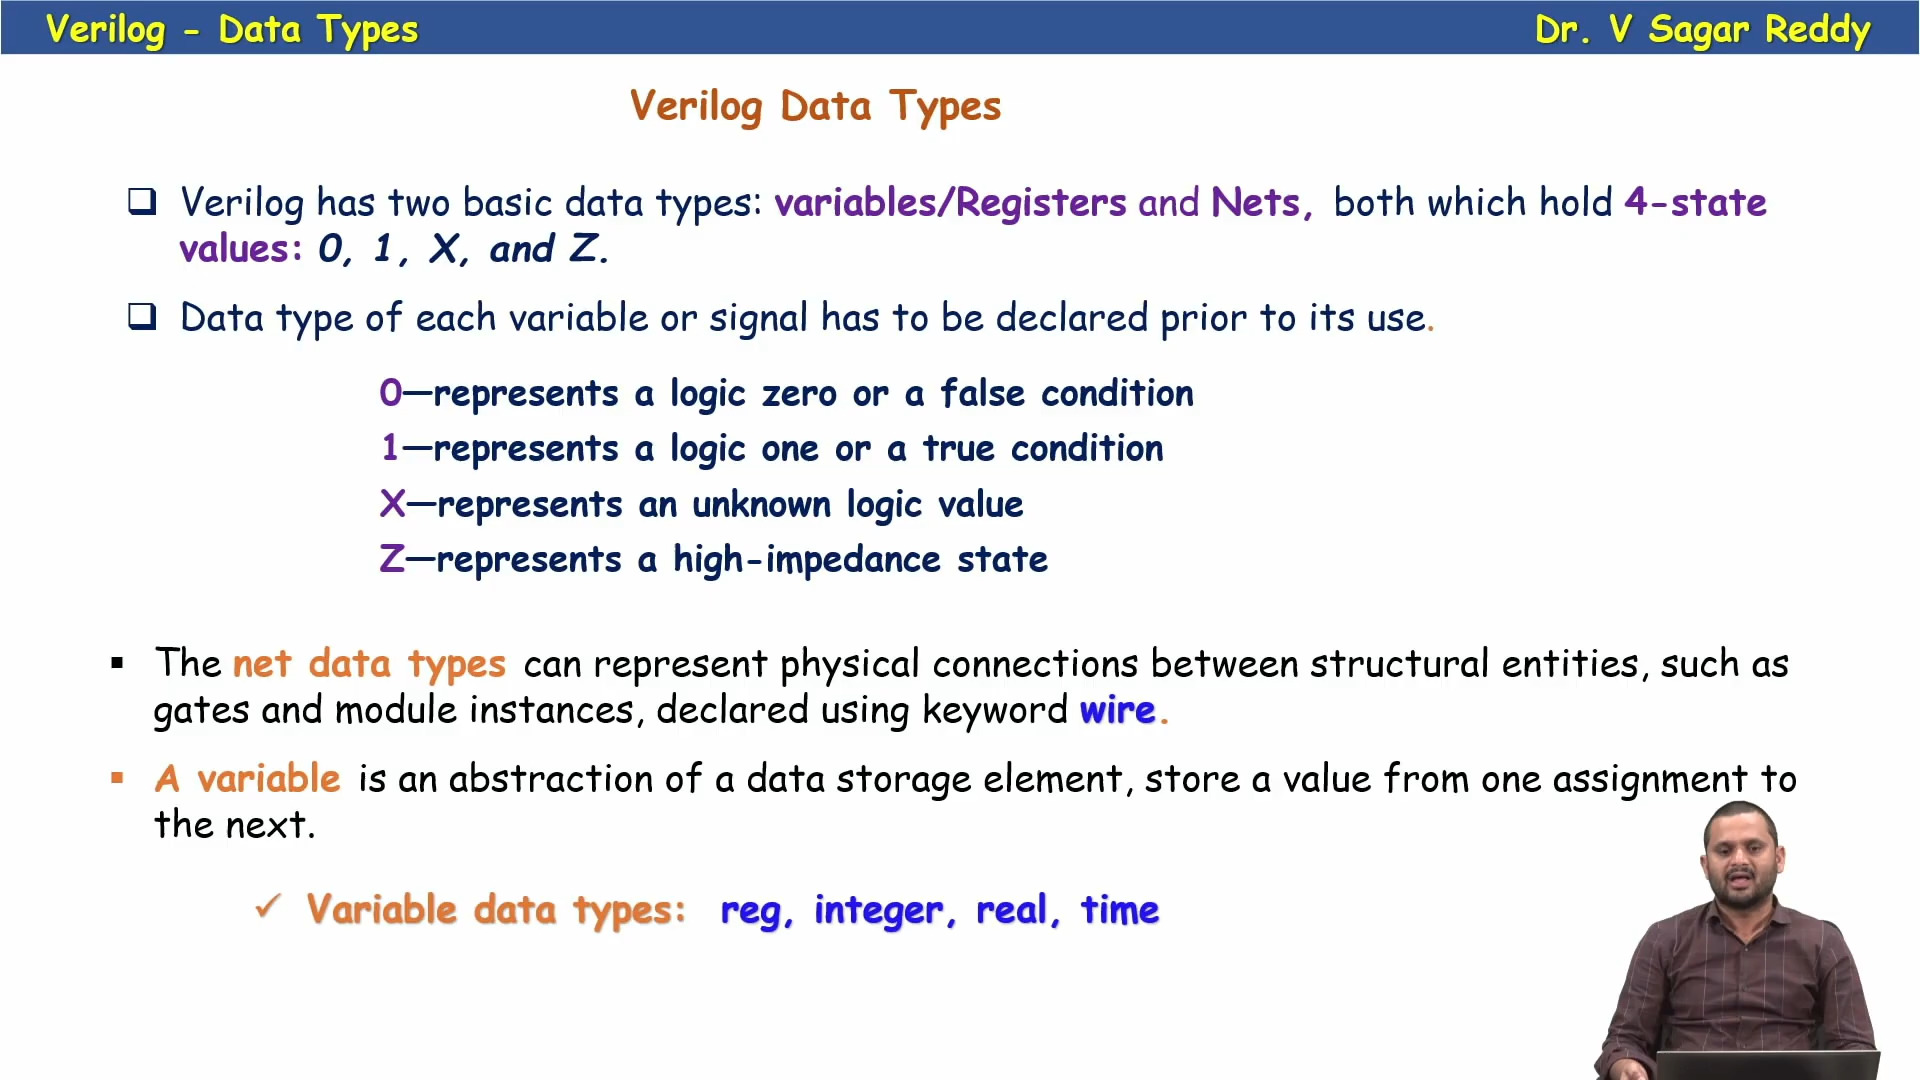 Verilog - Data Types
Dr. V Sagar Reddy
Verilog Data Types
Verilog has two basic data types: variables/Registers and Nets, both which hold 4-state
values: 0, 1, X, and Z.
Data type of each variable or signal has to be declared prior to its use.
0—represents a logic zero or a false condition
1—represents a logic one or a true condition
X—represents an unknown logic value
Z—represents a high-impedance state
The net data types can represent physical connections between structural entities, such as
gates and module instances, declared using keyword wire.
A variable is an abstraction of a data storage element, store a value from one assignment to
the next.
Variable data types: reg, integer, real, time